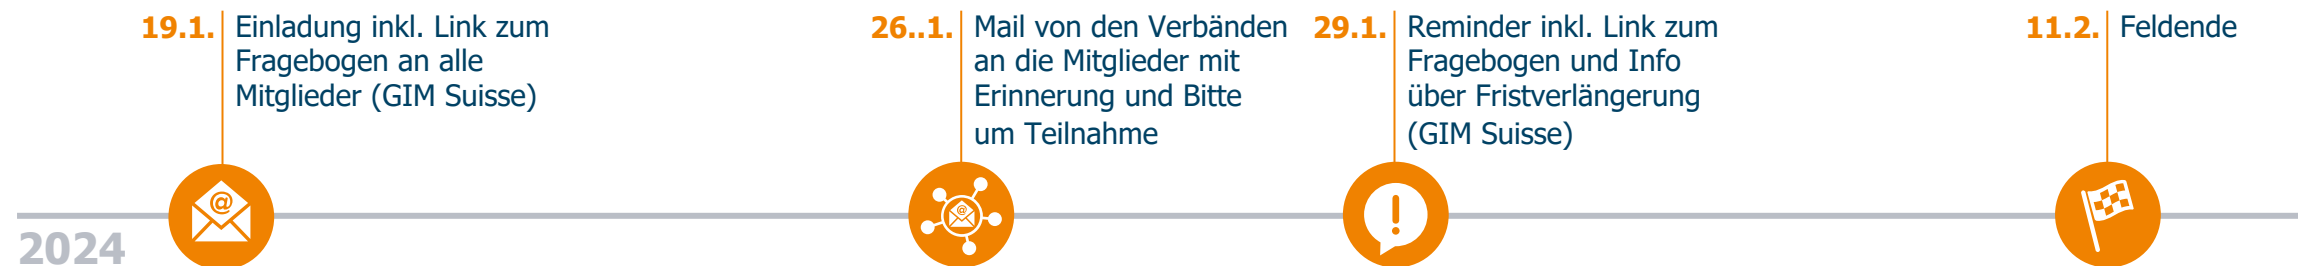 19.1.
Einladung inkl. Link zum
Fragebogen an alle
Mitglieder (GIM Suisse)
26..1.
Mail von den Verbänden
an die Mitglieder mit
Erinnerung und Bitte
um Teilnahme
29.1.
Reminder inkl. Link zum
Fragebogen und Info
über Fristverlängerung
(GIM Suisse)
11.2.
Feldende
@
@
!
2024